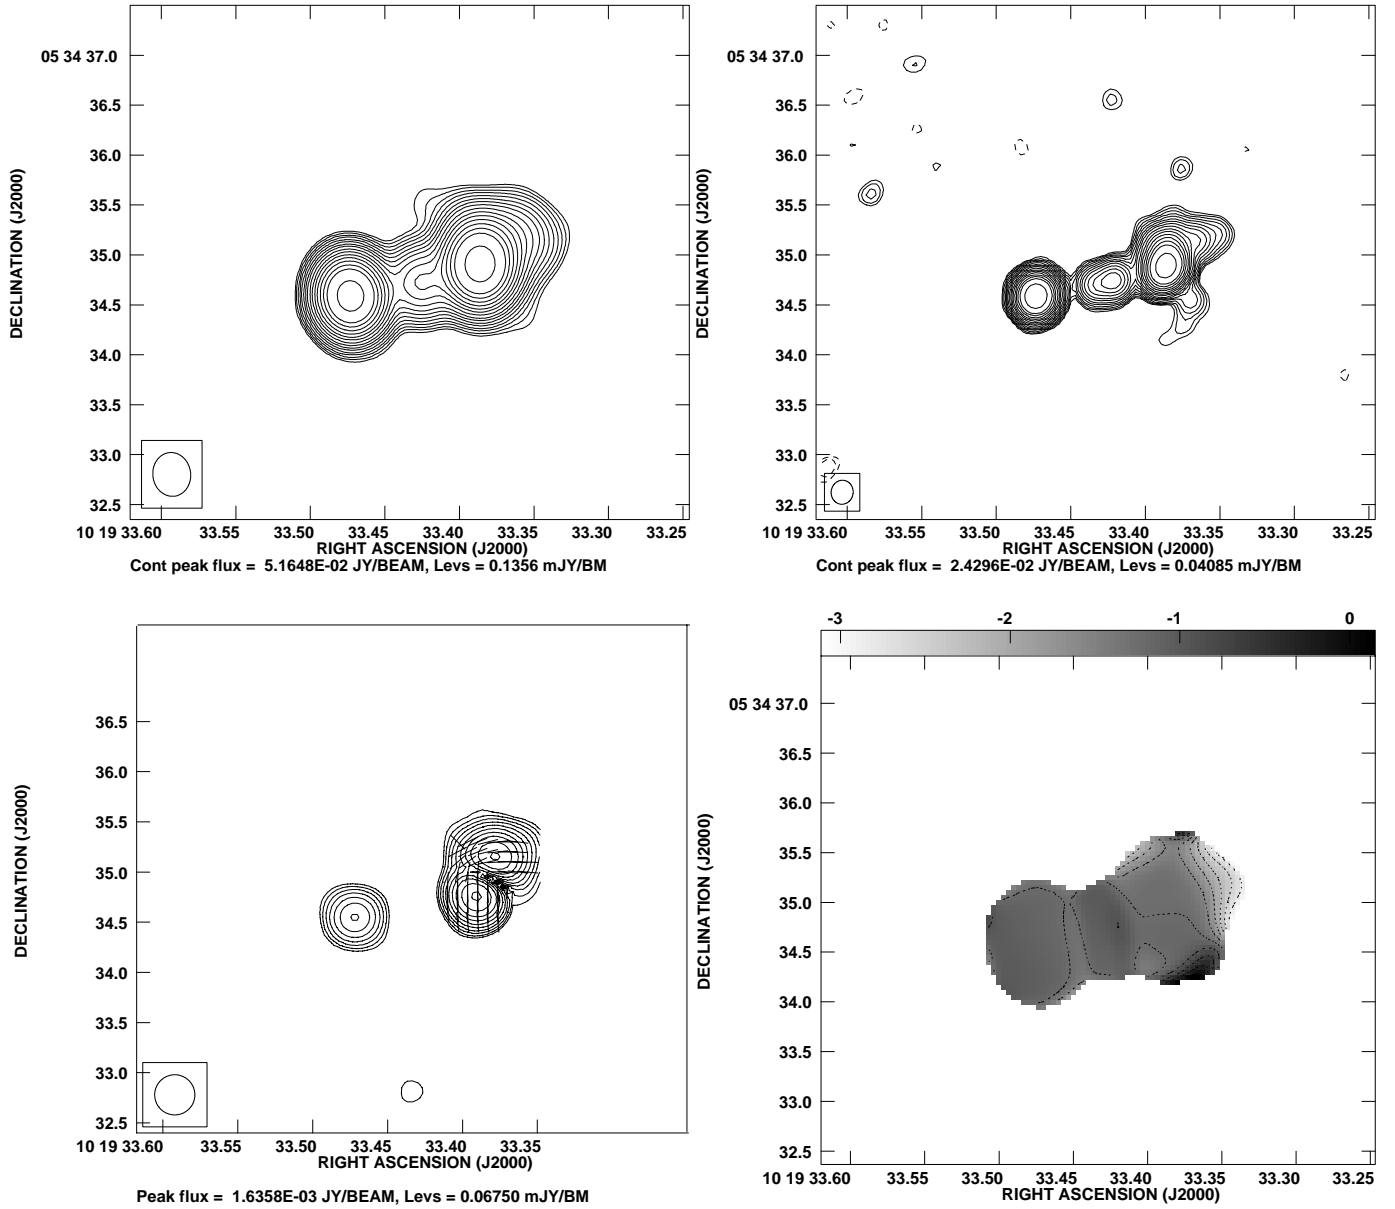 05 34 37.0
36.5
36.0
35.5
35.0
34.5
34.0
33.5
33.0
32.5
DECLINATION (J2000)
10 19 33.60 33.55 33.50 33.45 33.40 33.35 33.30 33.25
RIGHT ASCENSION (J2000)
Cont peak flux = 5.1648E-02 JY/BEAM, Levs = 0.1356 mJY/BM
05 34 37.0
36.5
36.0
35.5
35.0
34.5
34.0
33.5
33.0
32.5
DECLINATION (J2000)
10 19 33.60 33.55 33.50 33.45 33.40 33.35 33.30 33.25
RIGHT ASCENSION (J2000)
Cont peak flux = 2.4296E-02 JY/BEAM, Levs = 0.04085 mJY/BM
36.5
36.0
35.5
35.0
34.5
34.0
33.5
33.0
32.5
DECLINATION (J2000)
10 19 33.60 33.55 33.50 33.45 33.40 33.35
RIGHT ASCENSION (J2000)
Peak flux = 1.6358E-03 JY/BEAM, Levs = 0.06750 mJY/BM
-3 -2 -1 0
05 34 37.0
36.5
36.0
35.5
35.0
34.5
34.0
33.5
33.0
32.5
DECLINATION (J2000)
10 19 33.60 33.55 33.50 33.45 33.40 33.35 33.30 33.25
RIGHT ASCENSION (J2000)